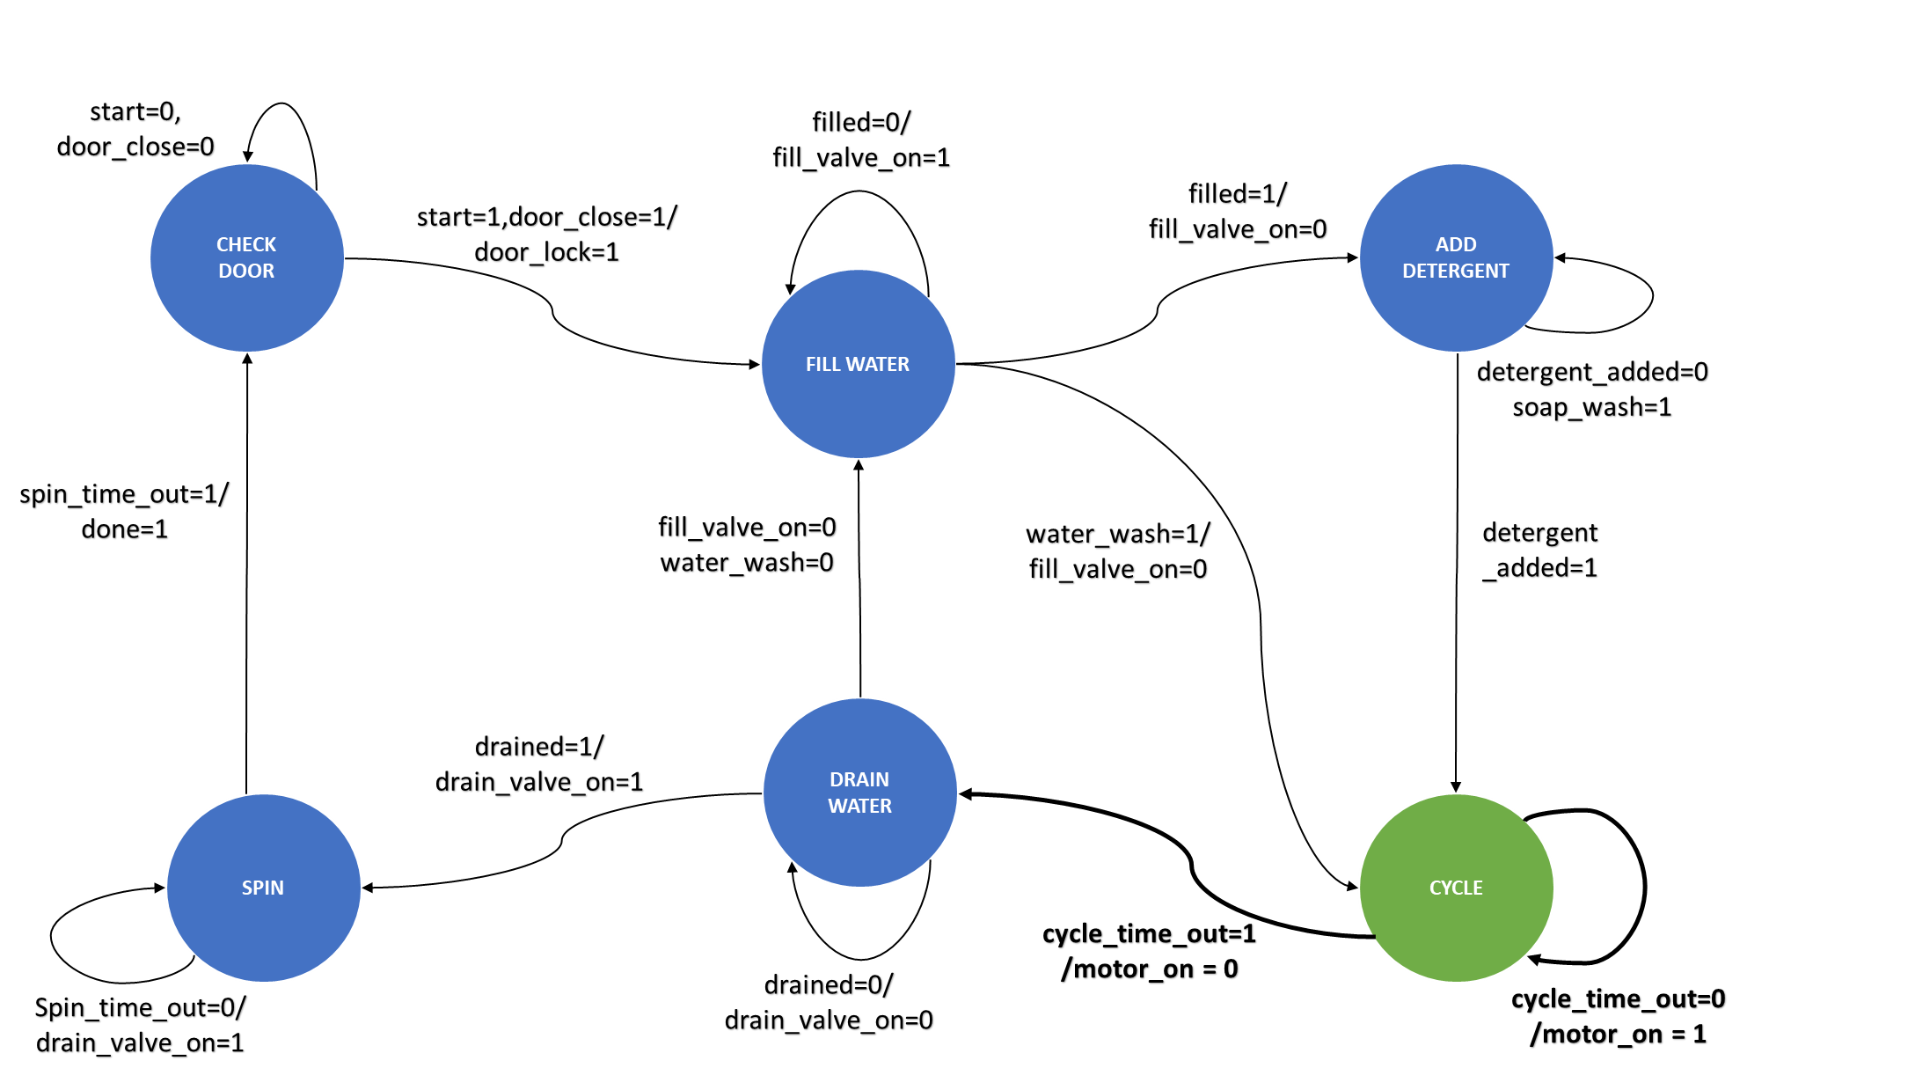 start=0,
door_close=0
CHECK
DOOR
start=1,door_close=1/
door_lock=1
filled=0/
fill_valve_on=1
FILL WATER
filled=1/
fill_valve_on=0
ADD
DETERGENT
detergent_added=0
soap_wash=1
spin_time_out=1/
done=1
fill_valve_on=0
water_wash=0
water_wash=1/
fill_valve_on=0
detergent
_added=1
drained=1/
drain_valve_on=1
DRAIN
WATER
SPIN
CYCLE
cycle_time_out=1
/motor_on = 0
drained=0/
drain_valve_on=0
Spin_time_out=0/
drain_valve_on=1
cycle_time_out=0
/motor_on = 1